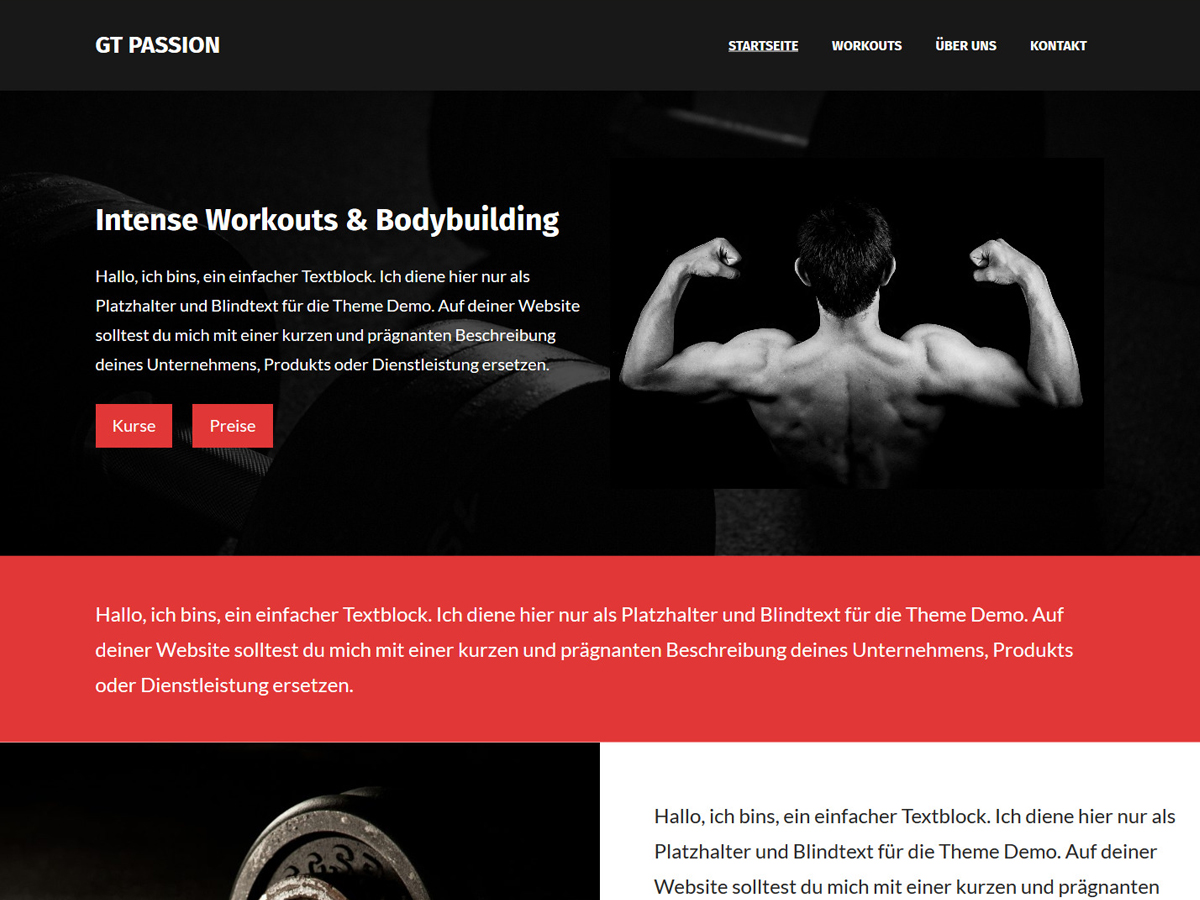 GT PASSION
STARTSEITE WORKOUTS ÜBER UNS KONTAKT
Intense Workouts & Bodybuilding
Hallo, ich bins, ein einfacher Textblock. Ich diene hier nur als
Platzhalter und Blindtext für die Theme Demo. Auf deiner Website
solltest du mich mit einer kurzen und prägnanten Beschreibung
deines Unternehmens, Produkts oder Dienstleistung ersetzen.
Kurse Preise
Hallo, ich bins, ein einfacher Textblock. Ich diene hier nur als Platzhalter und Blindtext für die Theme Demo. Auf
deiner Website solltest du mich mit einer kurzen und prägnanten Beschreibung deines Unternehmens, Produkts
oder Dienstleistung ersetzen.
Hallo, ich bins, ein einfacher Textblock. Ich diene hier nur als
Platzhalter und Blindtext für die Theme Demo. Auf deiner
Website solltest du mich mit einer kurzen und prägnanten